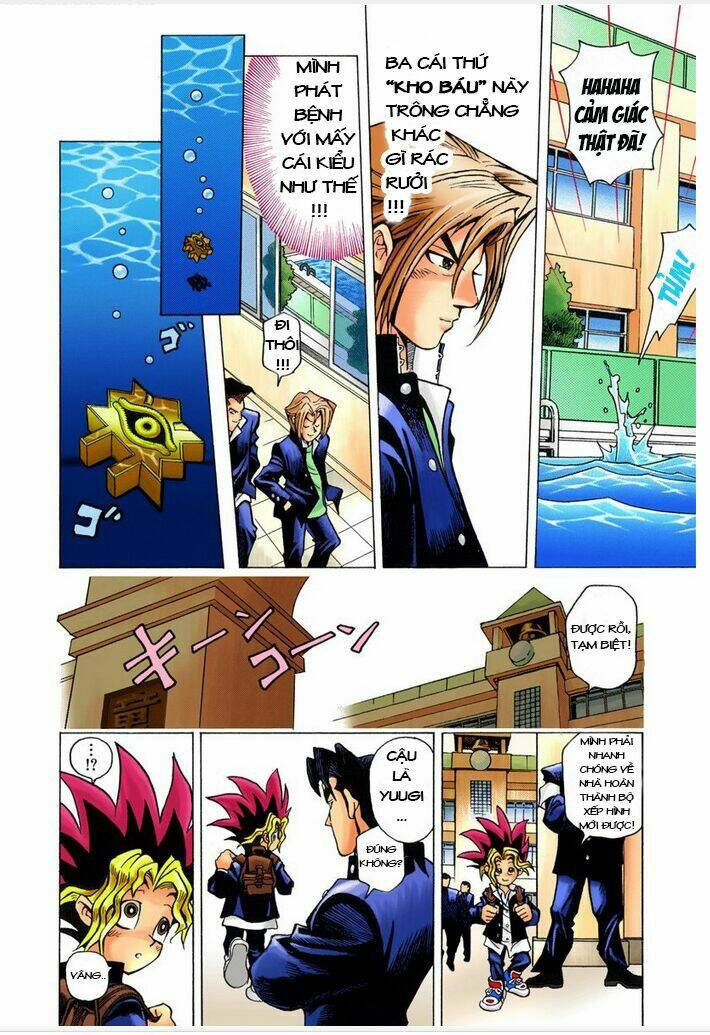 HAHAHA
CẢM GIÁC
THẬT ĐÃ!
TỦM!
BA CÁI THỨ
“KHO BÁU” NÀY
TRÔNG CHẲNG
KHÁC
GÌ RÁC
RƯỞI
!!!
MÌNH
PHÁT
BỆNH
VỚI MẤY
CÁI KIỂU
NHƯ THẾ
!!!
ĐI
THÔI
!!!
ゴ
ゴ
ĐƯỢC RỒI,
TẠM BIỆT!
キーンコーン
MÌNH PHẢI
NHANH
CHÓNG VỀ
NHÀ HOÀN
THÀNH BỘ
XẾP HÌNH
MỚI ĐƯỢC!
CẬU
LÀ
YUUGI
...
ĐÚNG
KHÔNG?
...
!?
VÂNG..